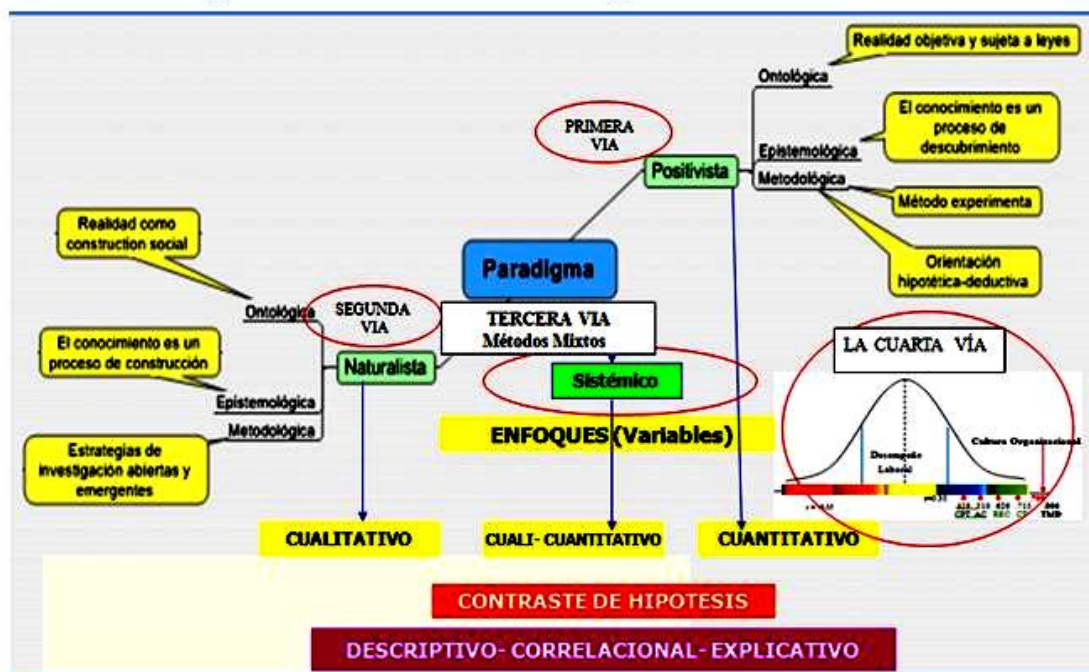 Realidad objetiva y sujeta a leyes
Ontológica
PRIMERA
VIA
El conocimiento es un
proceso de
descubrimiento
Epistemológica
Positivista
Metodológica
Método experimenta
Orientación
hipotética-deductiva
Realidad como
construction social
Paradigma
Ontológica
SEGUNDA
VIA
TERCERA VIA
Métodos Mixtos
El conocimiento es un
proceso de construcción
Naturalista
Sistémico
Epistemológica
Metodológica
Estrategias de
investigación abiertas y
emergentes
ENFOQUES (Variables)
LA CUARTA VÍA
Cultura Organizacional
Desempeño
Laboral
CUALITATIVO
CUALI- CUANTITATIVO
CUANTITATIVO
CONTRASTE DE HIPOTESIS
DESCRIPTIVO- CORRELACIONAL- EXPLICATIVO